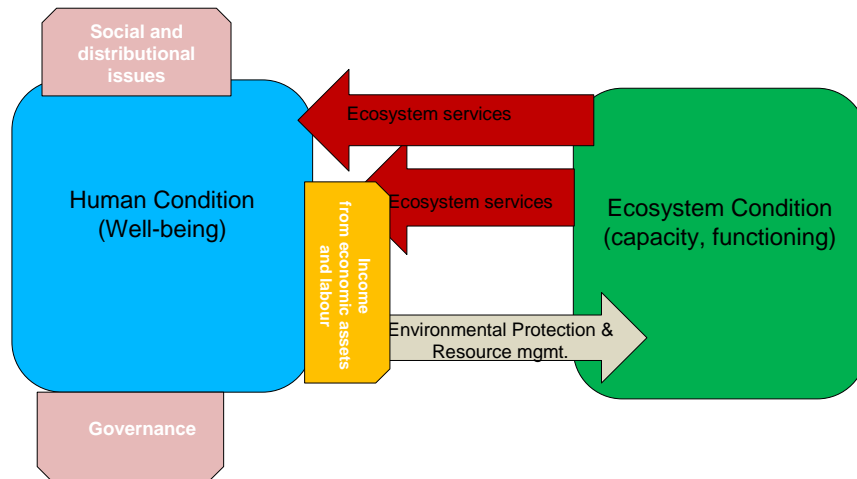 Social and
distributional
issues
Ecosystem services
Human Condition
(Well-being)
Ecosystem services
Income
from economic assets
and labour
Ecosystem Condition
(capacity, functioning)
Environmental Protection &
Resource mgmt.
Governance